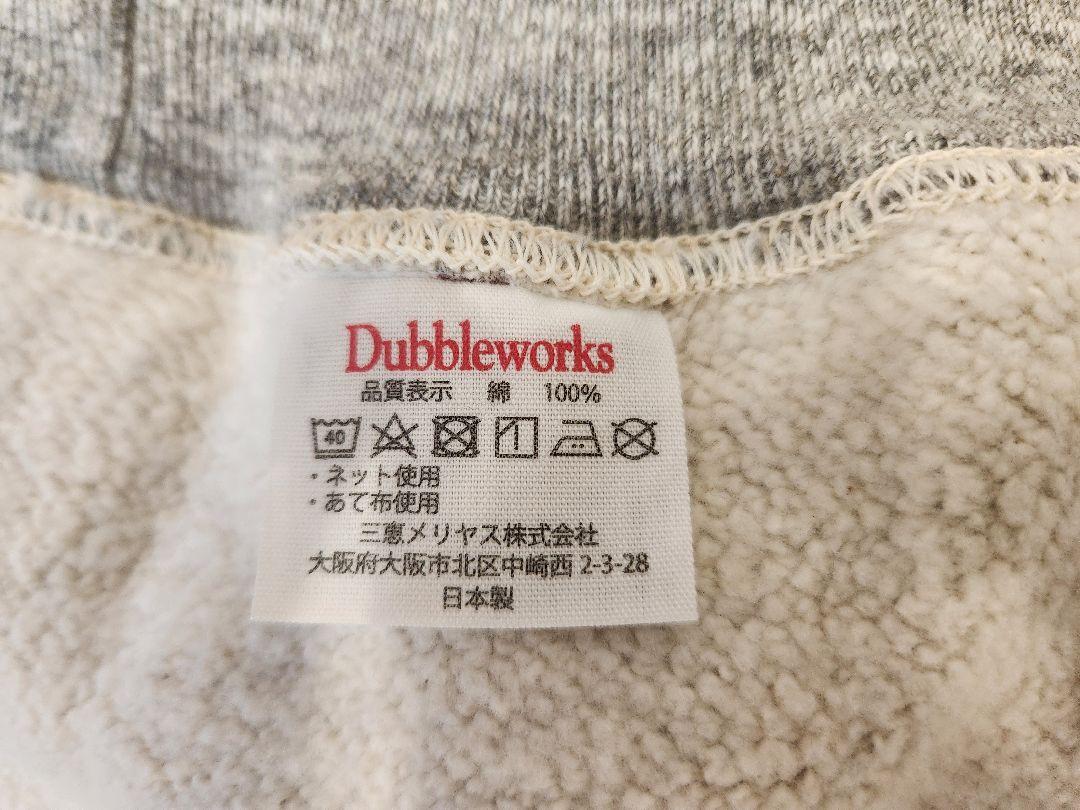 Dubbleworks
品質表示 綿 100%
40
・ネット使用
・あて布使用
三恵メリヤス株式会社
大阪府大阪市北区中崎西 2-3-28
日本製